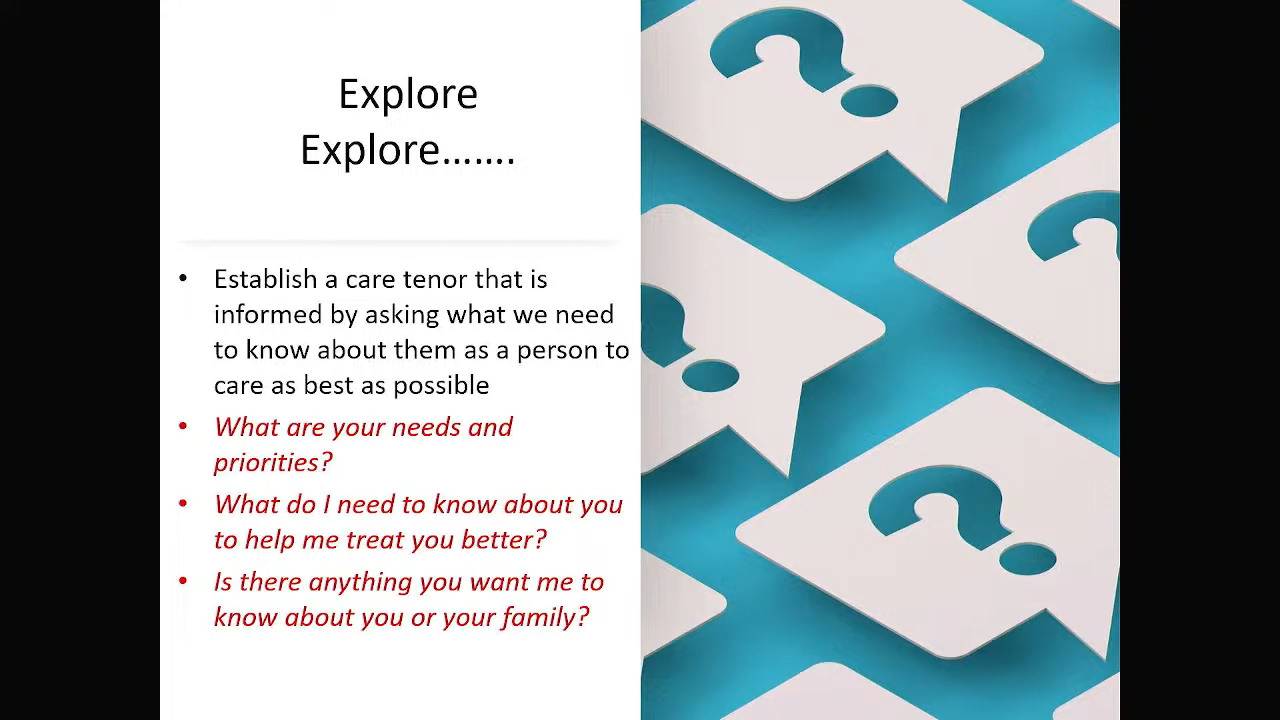 Explore
Explore.......
• Establish a care tenor that is
informed by asking what we need
to know about them as a person to
care as best as possible
• What are your needs and
priorities?
• What do I need to know about you
to help me treat you better?
• Is there anything you want me to
know about you or your family?